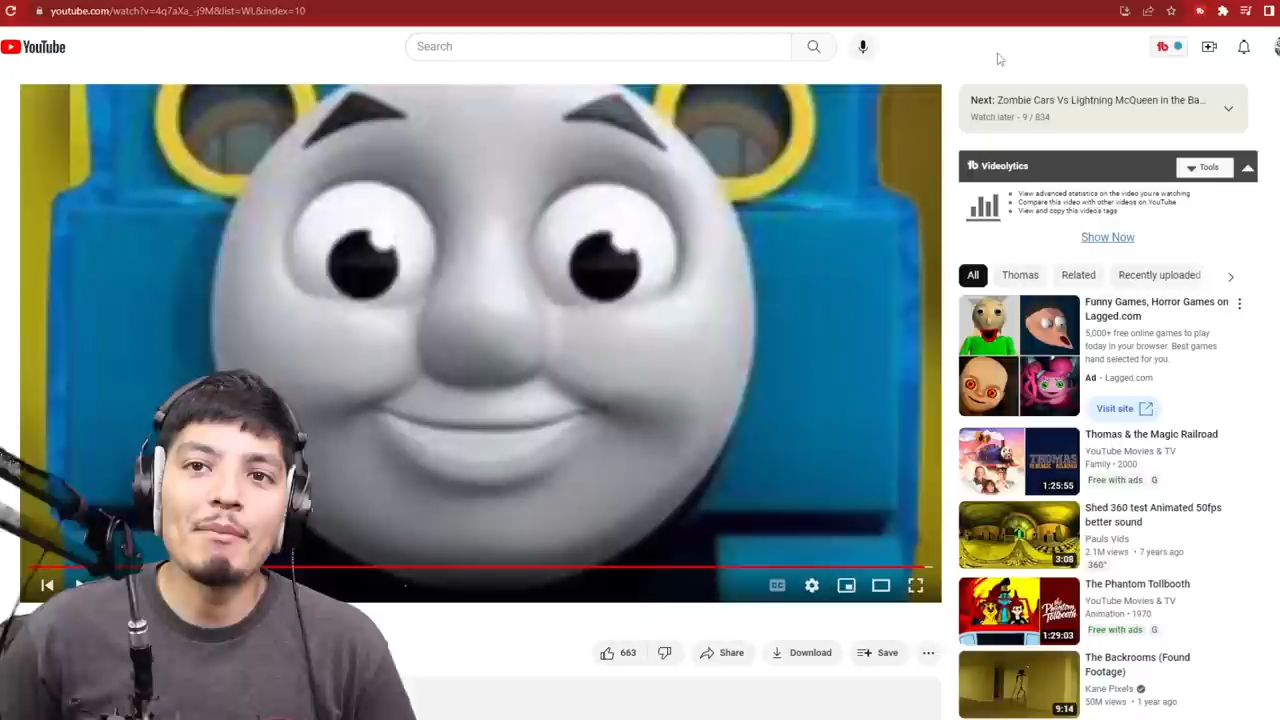 youtube.com/watch?v=4q7aXa_-j9M&list=WL&index=10
YouTube
Search
Next: Zombie Cars Vs Lightning McQueen in the Ba...
Watch later - 9 / 834
Videolytics
Tools
View advanced statistics on the video you're watching
Compare this video with other videos on YouTube
View and copy this video's tags
Show Now
All
Thomas
Related
Recently uploaded
Funny Games, Horror Games on
Lagged.com
5,000+ free online games to play
today in your browser. Best games
hand selected for you.
Ad - Lagged.com
Visit site
Thomas & the Magic Railroad
YouTube Movies & TV
Family • 2000
Free with ads G
THOMAS
1:25:55
Shed 360 test Animated 50fps
better sound
Pauls Vids
2.1M views • 7 years ago
360°
3:08
The Phantom Tollbooth
YouTube Movies & TV
Animation • 1970
Free with ads G
the Phantom
Tollbooth
1:29:03
The Backrooms (Found
Footage)
Kane Pixels
50M views • 1 year ago
9:14
CC
663
Share
Download
Save